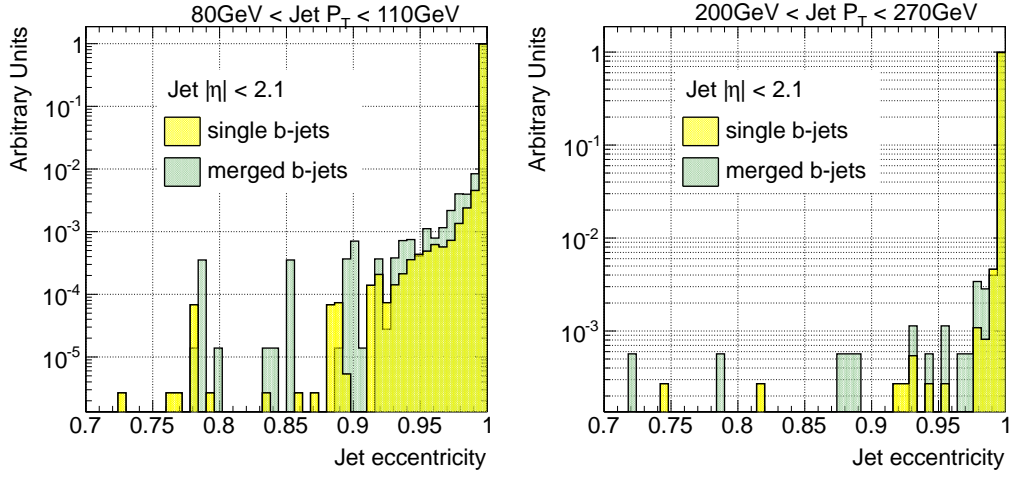 80GeV < Jet P_T < 110GeV
Arbitrary Units
1
10^-1
10^-2
10^-3
10^-4
10^-5
Jet |η| < 2.1
single b-jets
merged b-jets
0.7 0.75 0.8 0.85 0.9 0.95 1
Jet eccentricity
200GeV < Jet P_T < 270GeV
Arbitrary Units
1
10^-1
10^-2
10^-3
Jet |η| < 2.1
single b-jets
merged b-jets
0.7 0.75 0.8 0.85 0.9 0.95 1
Jet eccentricity